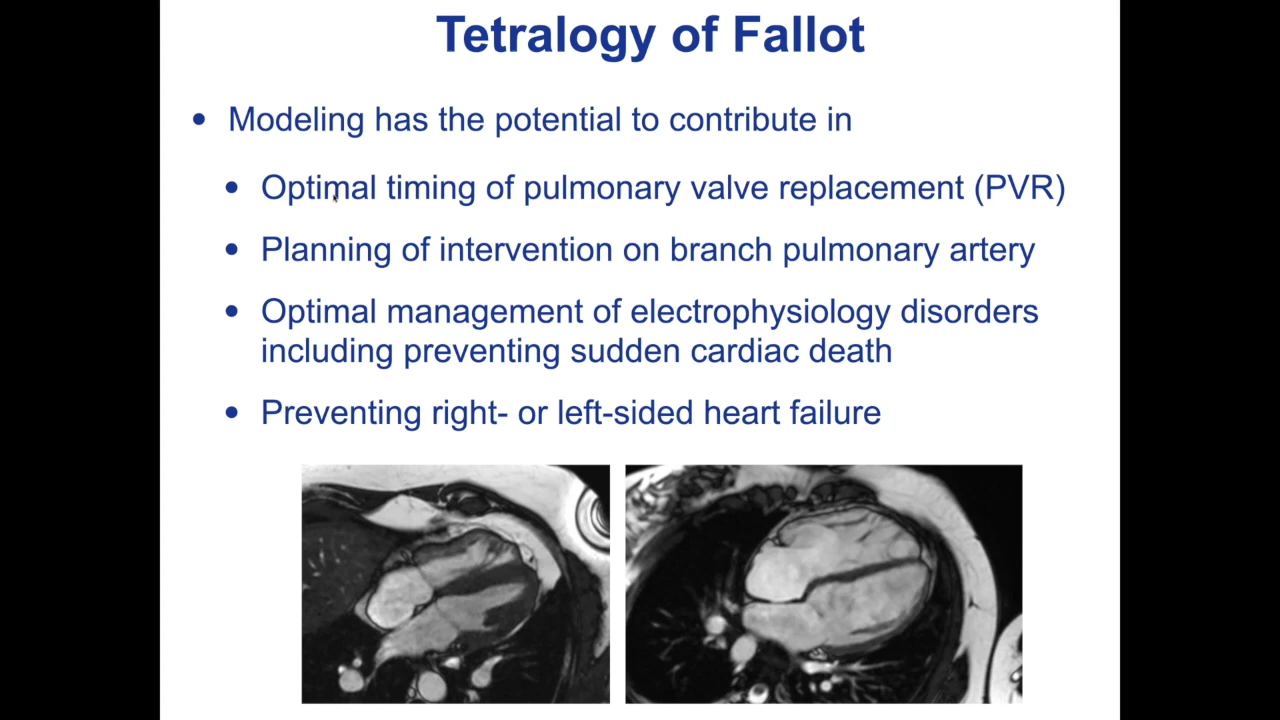 Tetralogy of Fallot
• Modeling has the potential to contribute in
• Optimal timing of pulmonary valve replacement (PVR)
• Planning of intervention on branch pulmonary artery
• Optimal management of electrophysiology disorders
including preventing sudden cardiac death
• Preventing right- or left-sided heart failure